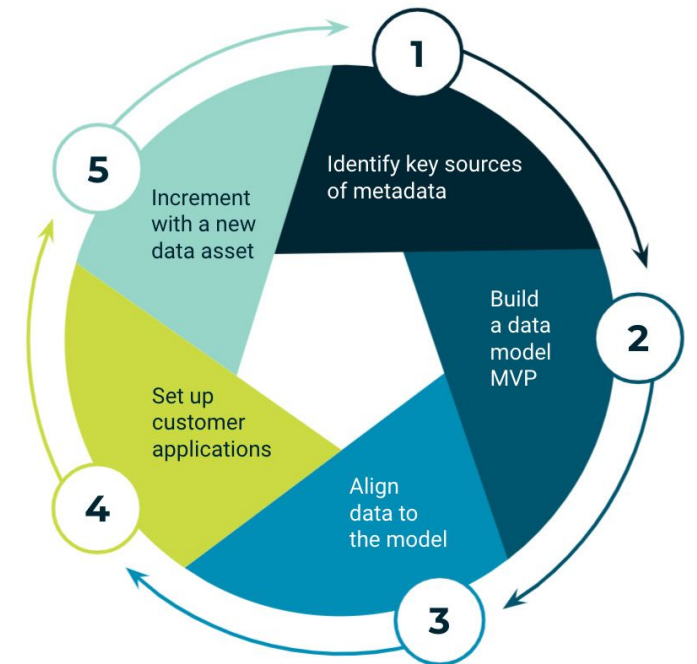 1
Identify key sources
of metadata
2
Build
a data
model
MVP
3
Align
data to
the model
4
Set up
customer
applications
5
Increment
with a new
data asset